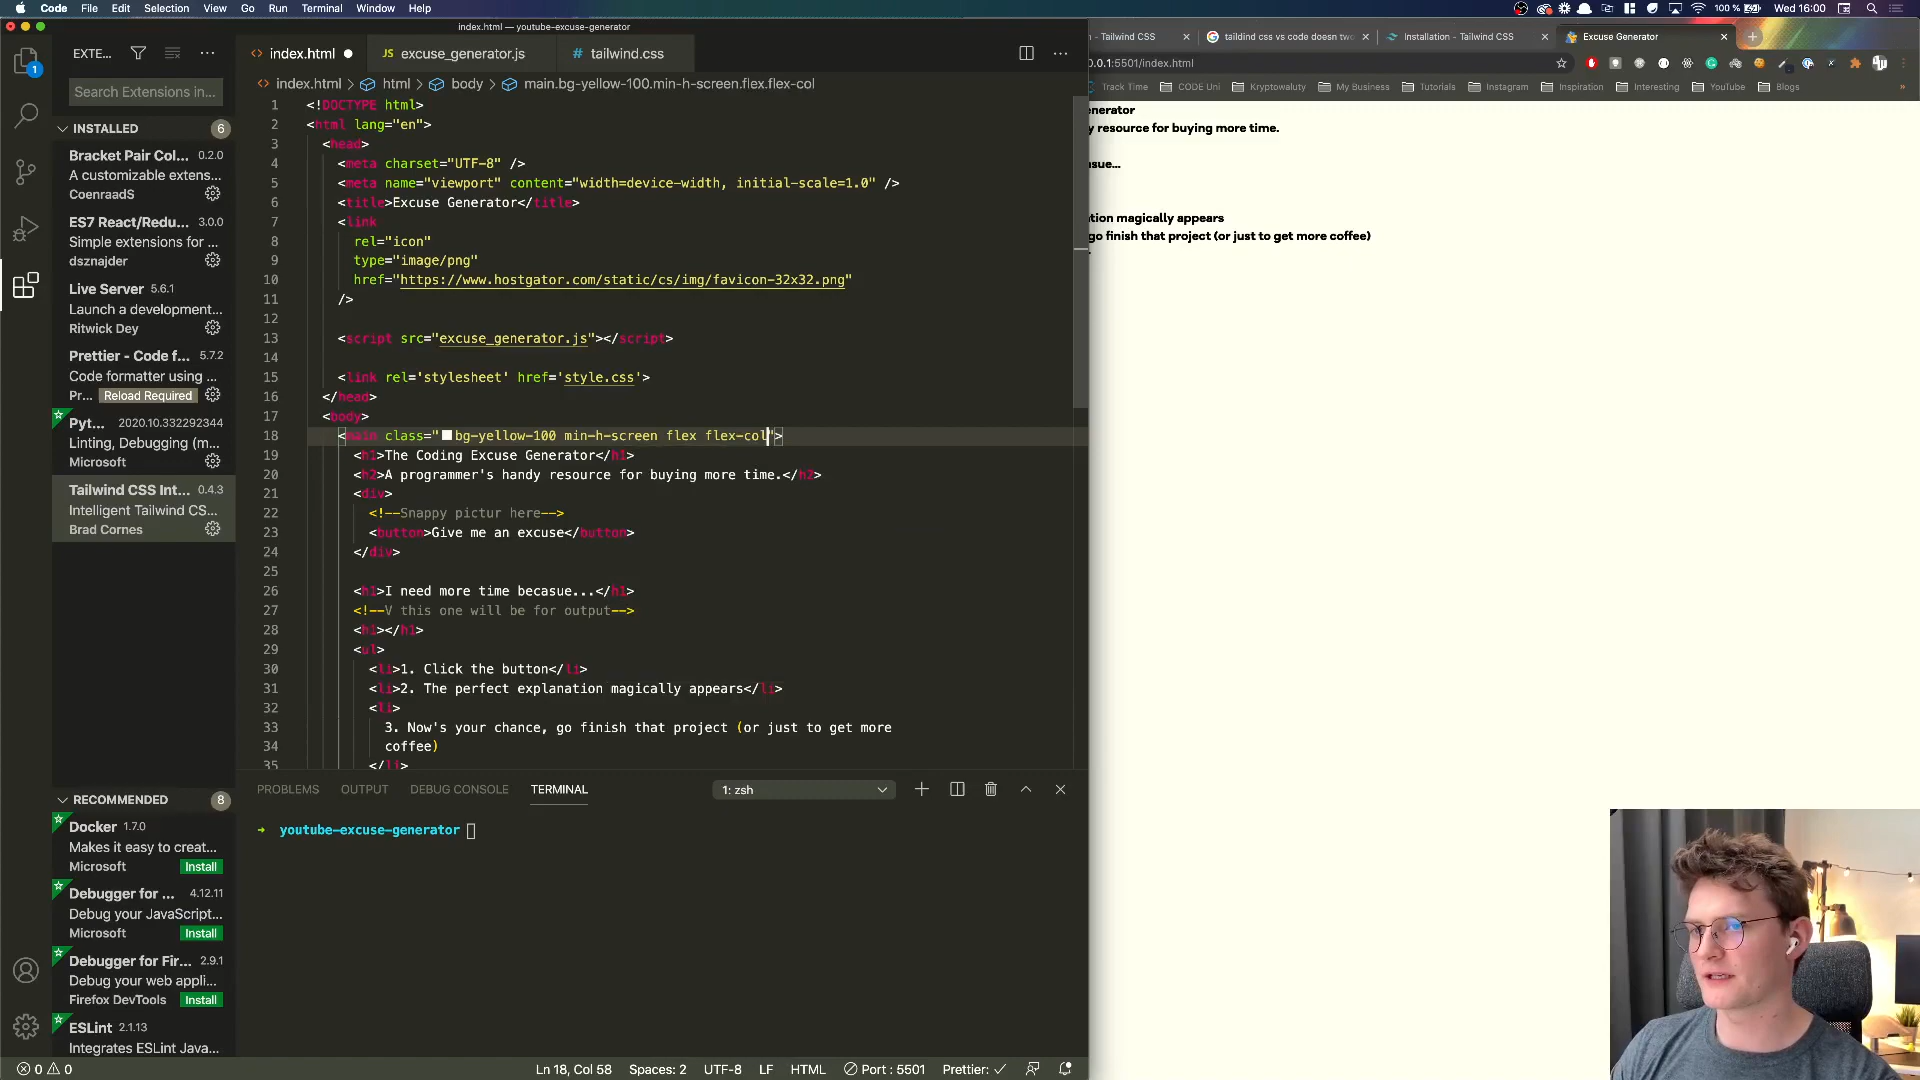 Code File Edit Selection View Go Run Terminal Window Help
100 % Wed 16:00
index.html — youtube-excuse-generator
EXTE...
index.html
JS excuse_generator.js
# tailwind.css
index.html > html > body > main.bg-yellow-100.min-h-screen.flex.flex-col
Search Extensions in...
INSTALLED 6
Bracket Pair Col... 0.2.0
A customizable extens...
CoenraadS
ES7 React/Redu... 3.0.0
Simple extensions for ...
dsznajder
Live Server 5.6.1
Launch a development...
Ritwick Dey
Prettier - Code f... 5.7.2
Code formatter using ...
Pr... Reload Required
Pyt... 2020.10.332292344
Linting, Debugging (m...
Microsoft
Tailwind CSS Int... 0.4.3
Intelligent Tailwind CS...
Brad Cornes
RECOMMENDED 8
Docker 1.7.0
Makes it easy to creat...
Microsoft Install
Debugger for ... 4.12.11
Debug your JavaScript...
Microsoft Install
Debugger for Fir... 2.9.1
Debug your web appli...
Firefox DevTools Install
ESLint 2.1.13
Integrates ESLint Java...
1 <!DOCTYPE html>
2 <html lang="en">
3 <head>
4 <meta charset="UTF-8" />
5 <meta name="viewport" content="width=device-width, initial-scale=1.0" />
6 <title>Excuse Generator</title>
7 <link
8 rel="icon"
9 type="image/png"
10 href="https://www.hostgator.com/static/cs/img/favicon-32x32.png"
11 />
12
13 <script src="excuse_generator.js"></script>
14
15 <link rel='stylesheet' href='style.css'>
16 </head>
17 <body>
18 <main class="bg-yellow-100 min-h-screen flex flex-col">
19 <h1>The Coding Excuse Generator</h1>
20 <h2>A programmer's handy resource for buying more time.</h2>
21 <div>
22 <!--Snappy pictur here-->
23 <button>Give me an excuse</button>
24 </div>
25
26 <h1>I need more time becasue...</h1>
27 <!--V this one will be for output-->
28 <h1></h1>
29 <ul>
30 <li>1. Click the button</li>
31 <li>2. The perfect explanation magically appears</li>
32 <li>
33 3. Now's your chance, go finish that project (or just to get more
34 coffee)
35 </li>
PROBLEMS OUTPUT DEBUG CONSOLE TERMINAL 1: zsh
→ youtube-excuse-generator
0 0 Ln 18, Col 58 Spaces: 2 UTF-8 LF HTML Port : 5501 Prettier: ✓
n - Tailwind CSS
taildind css vs code doesn two
Installation - Tailwind CSS
Excuse Generator
0.0.1:5501/index.html
Track Time CODE Uni Kryptowaluty My Business Tutorials Instagram Inspiration Interesting YouTube Blogs
enerator
y resource for buying more time.
asue...
ation magically appears
go finish that project (or just to get more coffee)